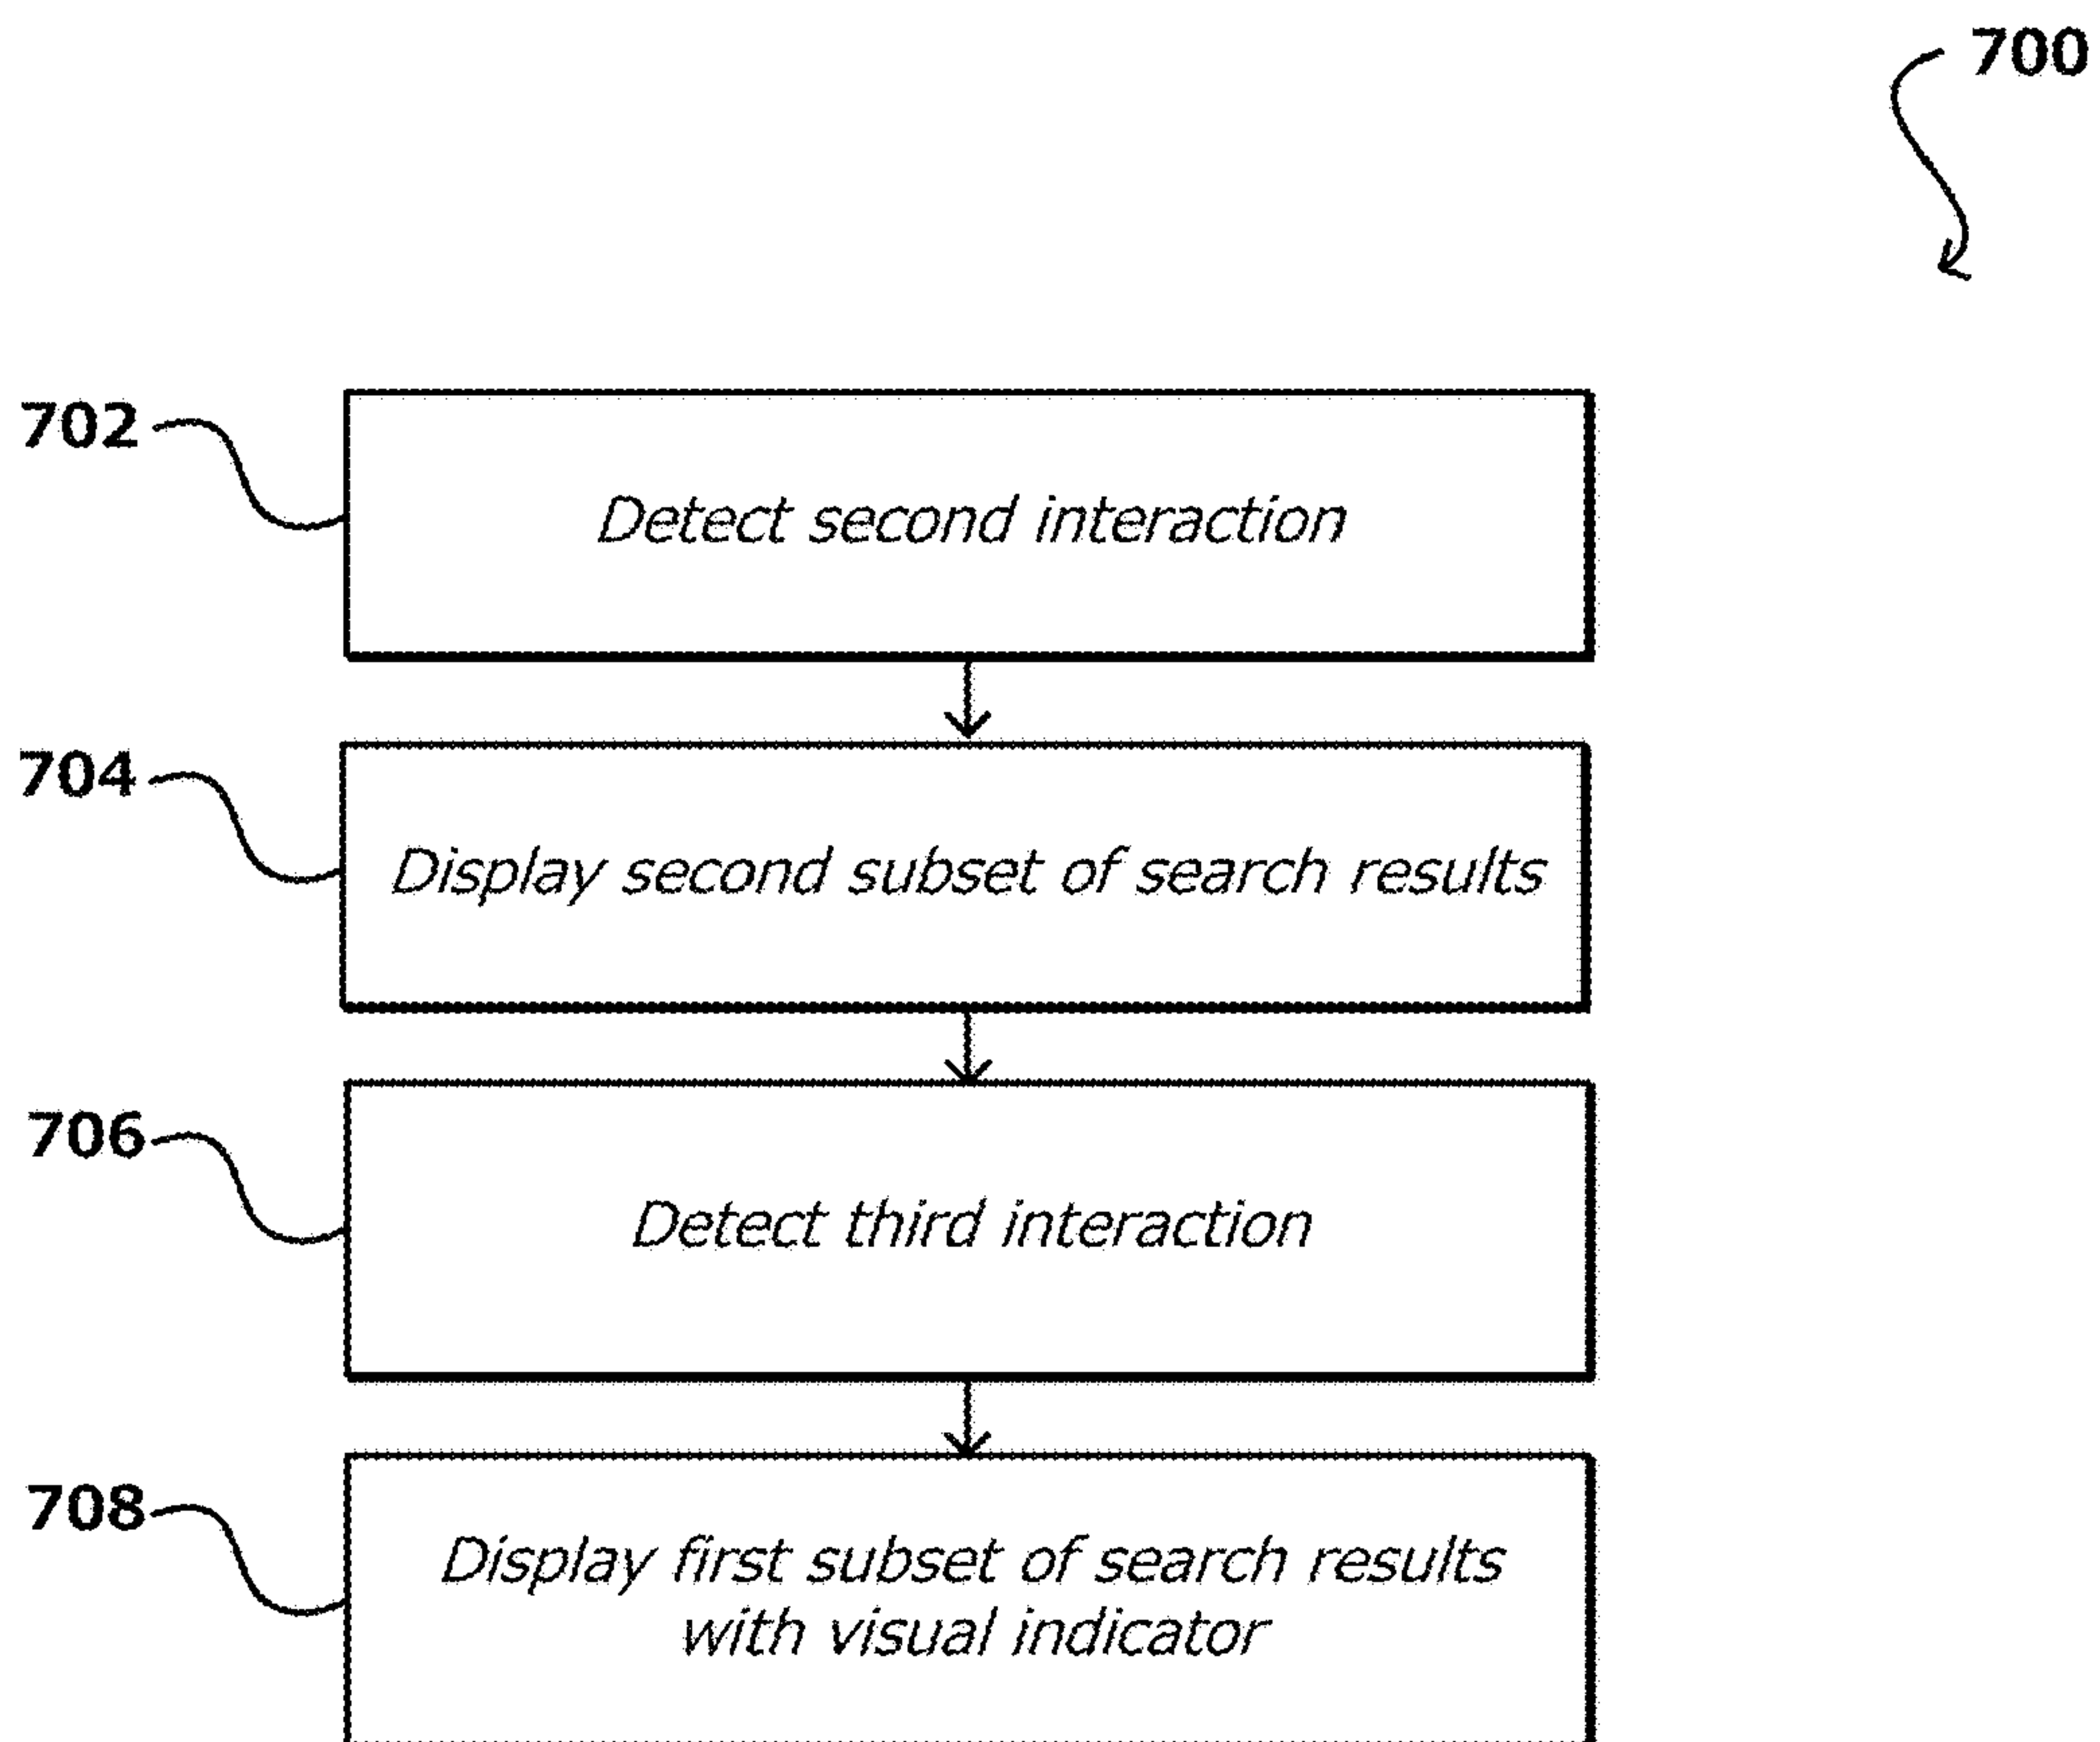 700
702
Detect second interaction
704
Display second subset of search results
706
Detect third interaction
708
Display first subset of search results
with visual indicator